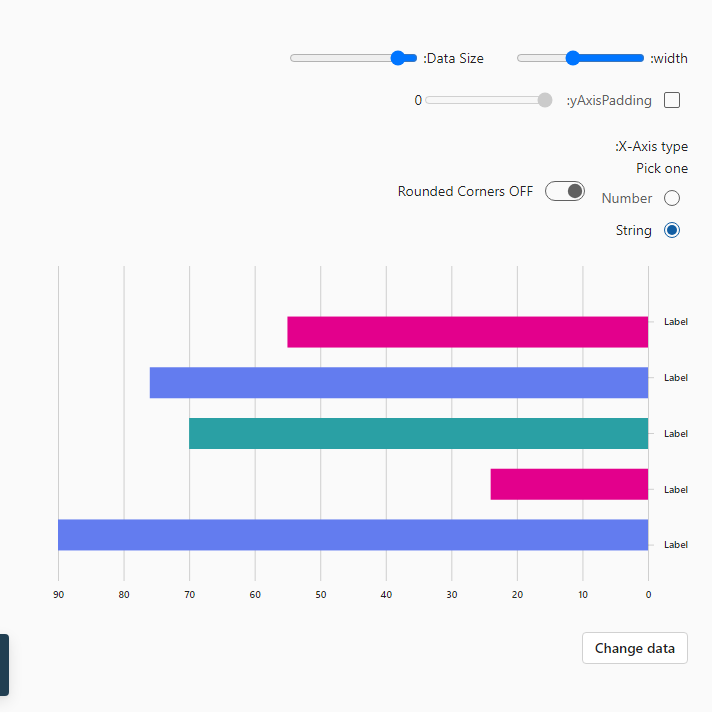 width:
Data Size:
yAxisPadding:
0
X-Axis type:
Pick one
Number
Rounded Corners OFF
String
Label
Label
Label
Label
Label
90 80 70 60 50 40 30 20 10 0
Change data